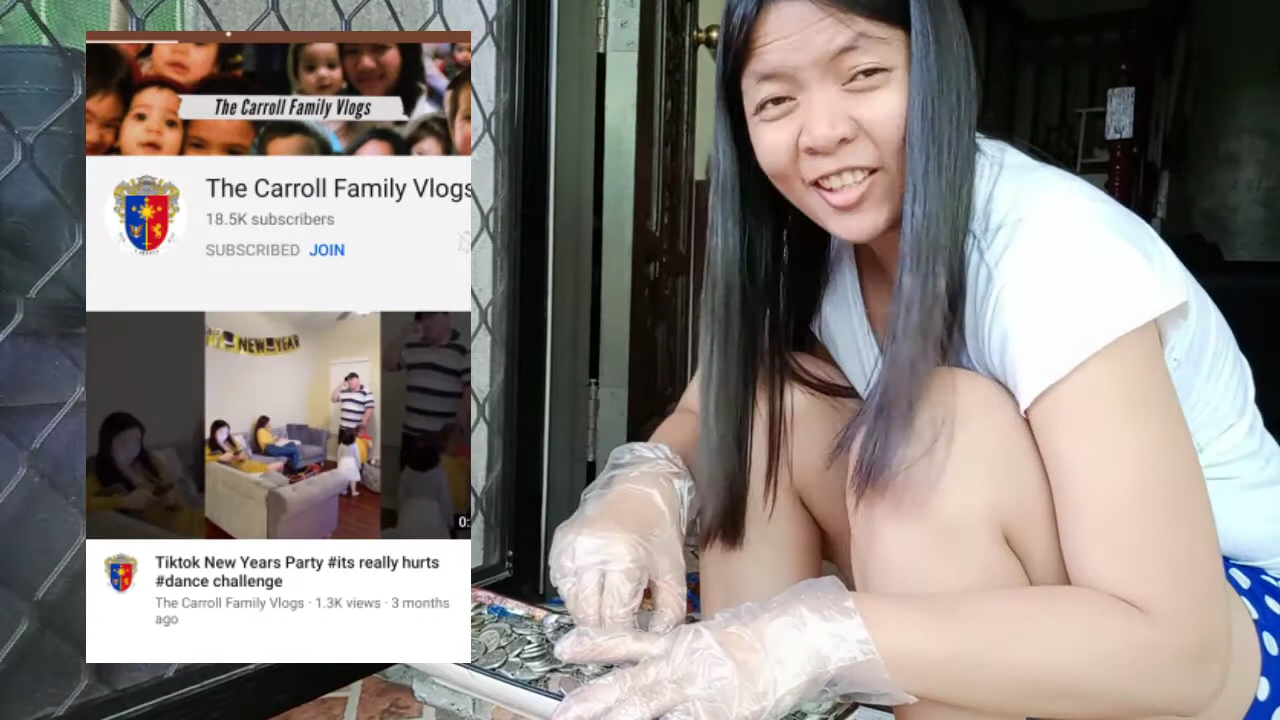 The Carroll Family Vlogs
The Carroll Family Vlogs
18.5K subscribers
SUBSCRIBED JOIN
NEW YEAR
0:
Tiktok New Years Party #its really hurts
#dance challenge
The Carroll Family Vlogs · 1.3K views · 3 months
ago